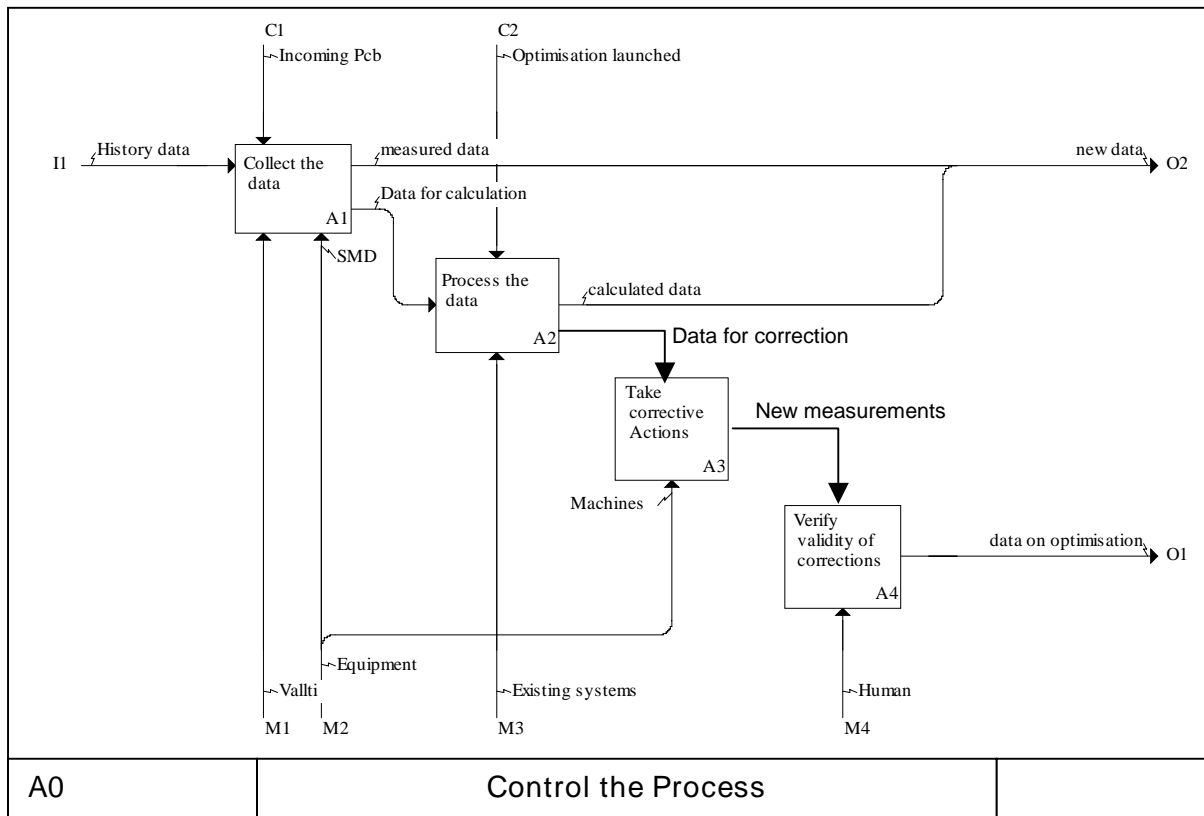 C1
C2
Incoming Pcb
Optimisation launched
I1
History data
Collect the
data
A1
measured data
new data
O2
Data for calculation
SMD
Process the
data
A2
calculated data
Data for correction
Take
corrective
Actions
A3
New measurements
Machines
Verify
validity of
corrections
A4
data on optimisation
O1
Equipment
Vallti
Existing systems
Human
M1
M2
M3
M4
A0
Control the Process